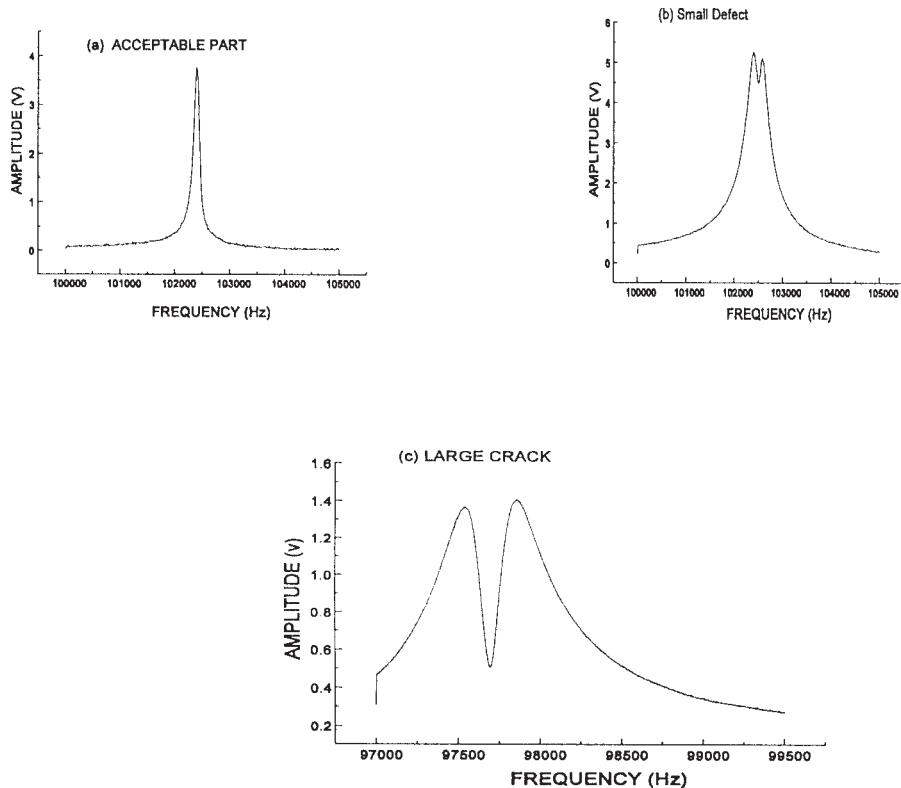 (a) ACCEPTABLE PART
AMPLITUDE (V)
4
3
2
1
0
100000 101000 102000 103000 104000 105000
FREQUENCY (Hz)
(b) Small Defect
AMPLITUDE (V)
6
5
4
3
2
1
0
100000 101000 102000 103000 104000 105000
FREQUENCY (Hz)
(c) LARGE CRACK
AMPLITUDE (v)
1.6
1.4
1.2
1.0
0.8
0.6
0.4
0.2
97000 97500 98000 98500 99000 99500
FREQUENCY (Hz)